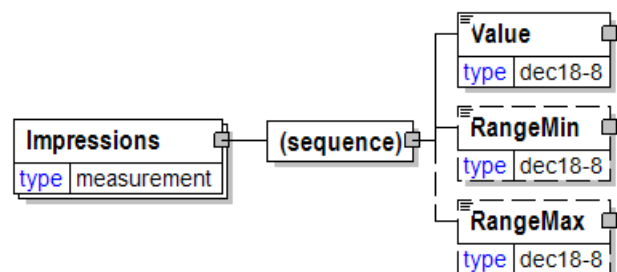 Value
type dec18-8
Impressions
type measurement
(sequence)
RangeMin
type dec18-8
RangeMax
type dec18-8